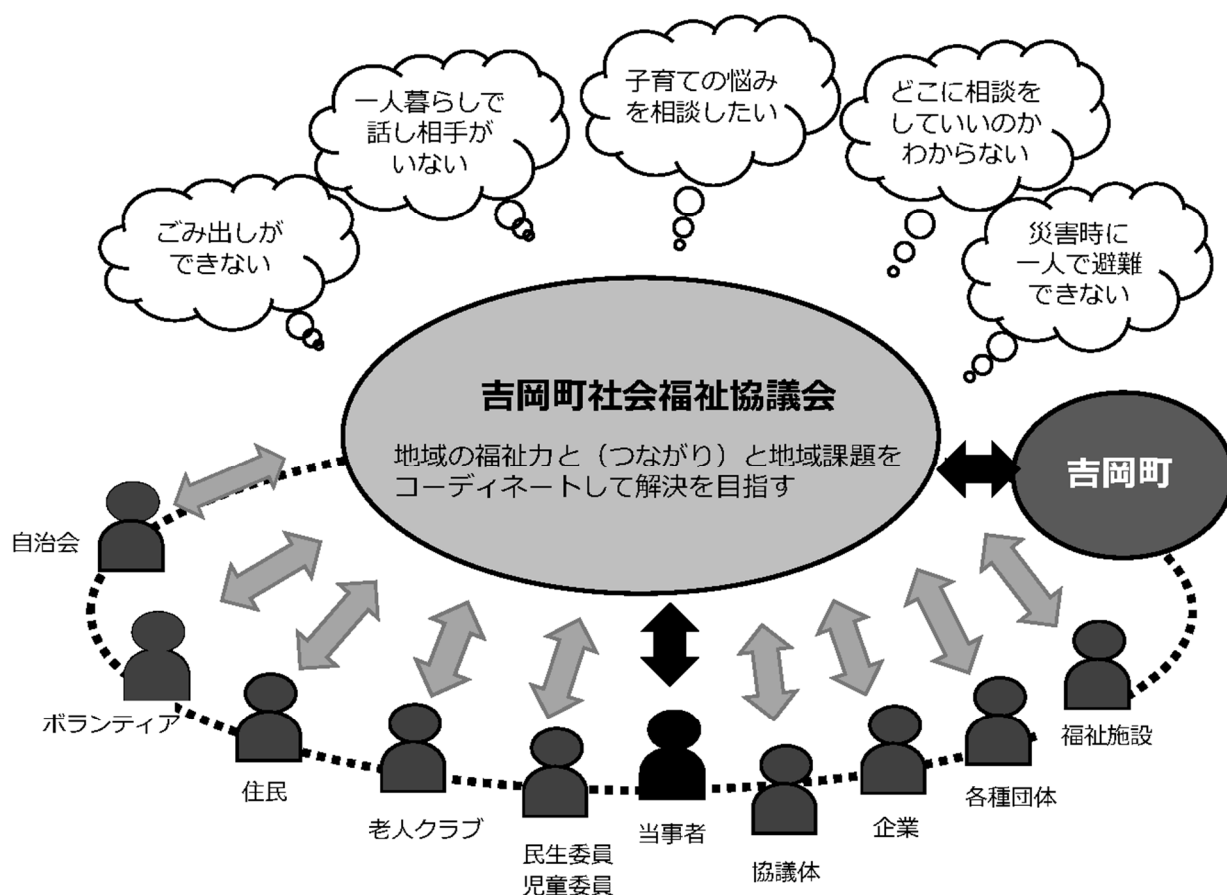 一人暮らしで
話し相手が
いない
子育ての悩み
を相談したい
どこに相談を
していいのか
わからない
ごみ出しが
できない
災害時に
一人で避難
できない
吉岡町社会福祉協議会
地域の福祉力と（つながり）と地域課題を
コーディネートして解決を目指す
吉岡町
自治会
ボランティア
住民
老人クラブ
民生委員
児童委員
当事者
協議体
企業
各種団体
福祉施設